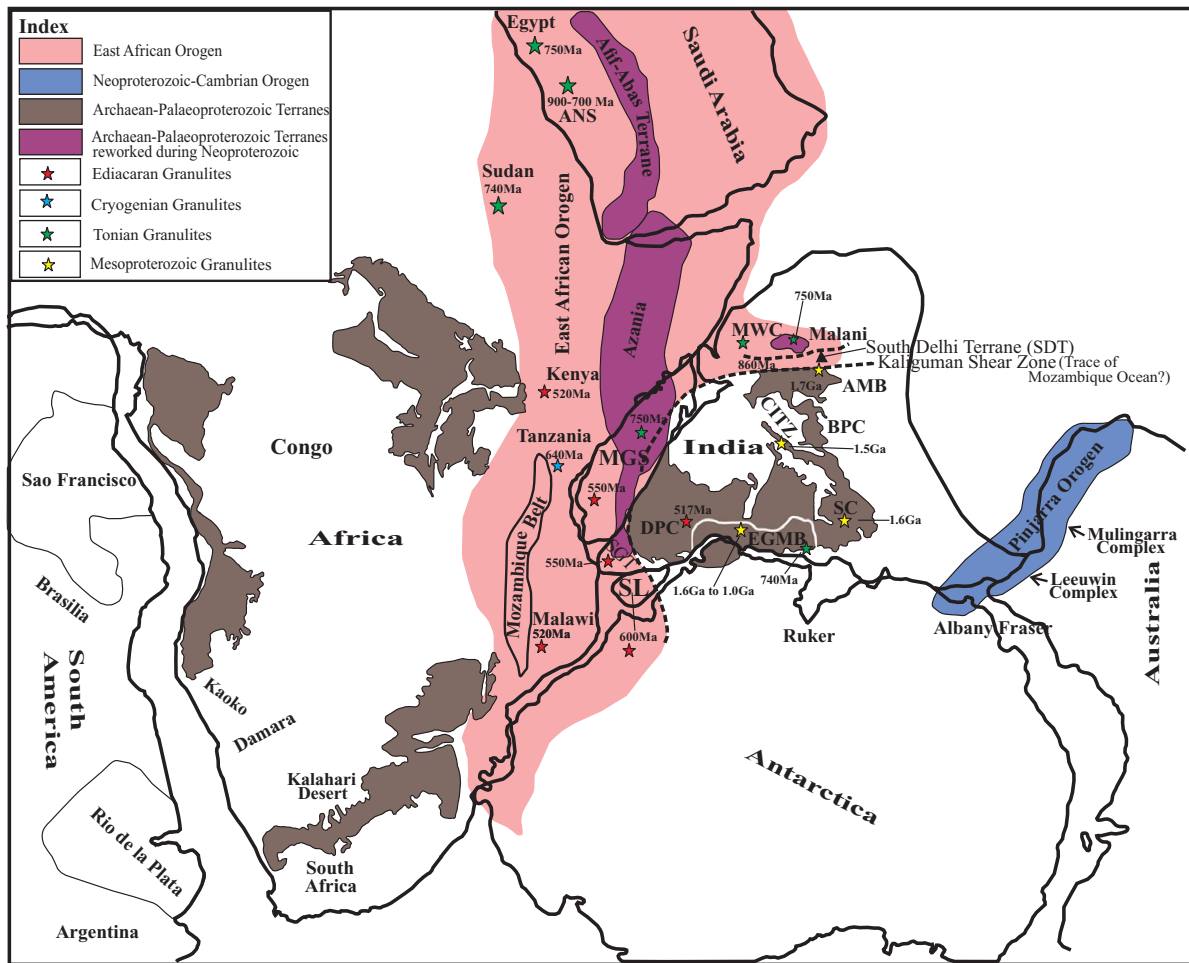 Index
East African Orogen
Neoproterozoic-Cambrian Orogen
Archaean-Palaeoproterozoic Terranes
Archaean-Palaeoproterozoic Terranes
reworked during Neoproterozoic
Ediacaran Granulites
Cryogenian Granulites
Tonian Granulites
Mesoproterozoic Granulites
Egypt
750Ma
900-700 Ma
ANS
Afif-Abas Terrane
Saudi Arabia
Sudan
740Ma
East African Orogen
Azania
750Ma
MWC
Malani
860Ma
South Delhi Terrane (SDT)
Kaliguman Shear Zone (Trace of
Mozambique Ocean?)
1.7Ga
AMB
Kenya
520Ma
CITZ
BPC
1.5Ga
Congo
Tanzania
640Ma
750Ma
MGS
India
Sao Francisco
550Ma
517Ma
DPC
EGMB
SC
1.6Ga
Pinjarra Orogen
Mulingarra
Complex
Africa
Mozambique Belt
SGT
550Ma
740Ma
1.6Ga to 1.0Ga
Leeuwin
Complex
Brasilia
SL
Malawi
520Ma
600Ma
Ruker
Albany Fraser
Australia
South
America
Kaoko
Damara
Kalahari
Desert
Antarctica
Rio de la Plata
South
Africa
Argentina